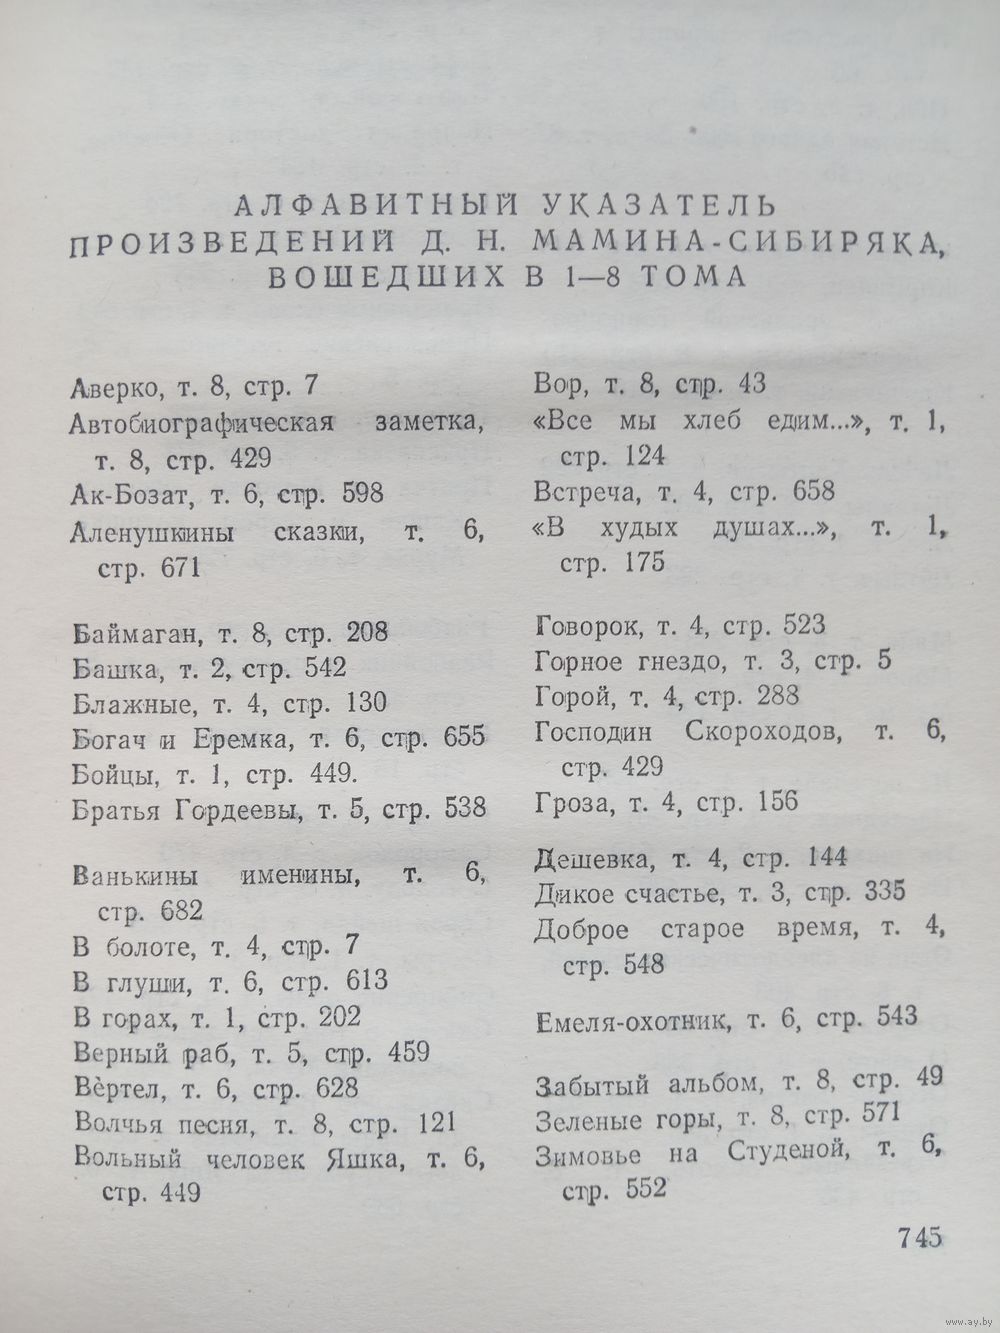 АЛФАВИТНЫЙ УКАЗАТЕЛЬ
ПРОИЗВЕДЕНИЙ Д. Н. МАМИНА-СИБИРЯКА,
ВОШЕДШИХ В 1—8 ТОМА
Аверко, т. 8, стр. 7
Автобиографическая заметка,
т. 8, стр. 429
Ак-Бозат, т. 6, стр. 598
Аленушкины сказки, т. 6,
стр. 671
Баймаган, т. 8, стр. 208
Башка, т. 2, стр. 542
Блажные, т. 4, стр. 130
Богач и Еремка, т. 6, стр. 655
Бойцы, т. 1, стр. 449.
Братья Гордеевы, т. 5, стр. 538
Ванькины именины, т. 6,
стр. 682
В болоте, т. 4, стр. 7
В глуши, т. 6, стр. 613
В горах, т. 1, стр. 202
Верный раб, т. 5, стр. 459
Вѐртел, т. 6, стр. 628
Волчья песня, т. 8, стр. 121
Вольный человек Яшка, т. 6,
стр. 449
Вор, т. 8, стр. 43
«Все мы хлеб едим...», т. 1,
стр. 124
Встреча, т. 4, стр. 658
«В худых душах...», т. 1,
стр. 175
Говорок, т. 4, стр. 523
Горное гнездо, т. 3, стр. 5
Горой, т. 4, стр. 288
Господин Скороходов, т. 6,
стр. 429
Гроза, т. 4, стр. 156
Дешевка, т. 4, стр. 144
Дикое счастье, т. 3, стр. 335
Доброе старое время, т. 4,
стр. 548
Емеля-охотник, т. 6, стр. 543
Забытый альбом, т. 8, стр. 49
Зеленые горы, т. 8, стр. 571
Зимовье на Студеной, т. 6,
стр. 552
745
www.ay.by